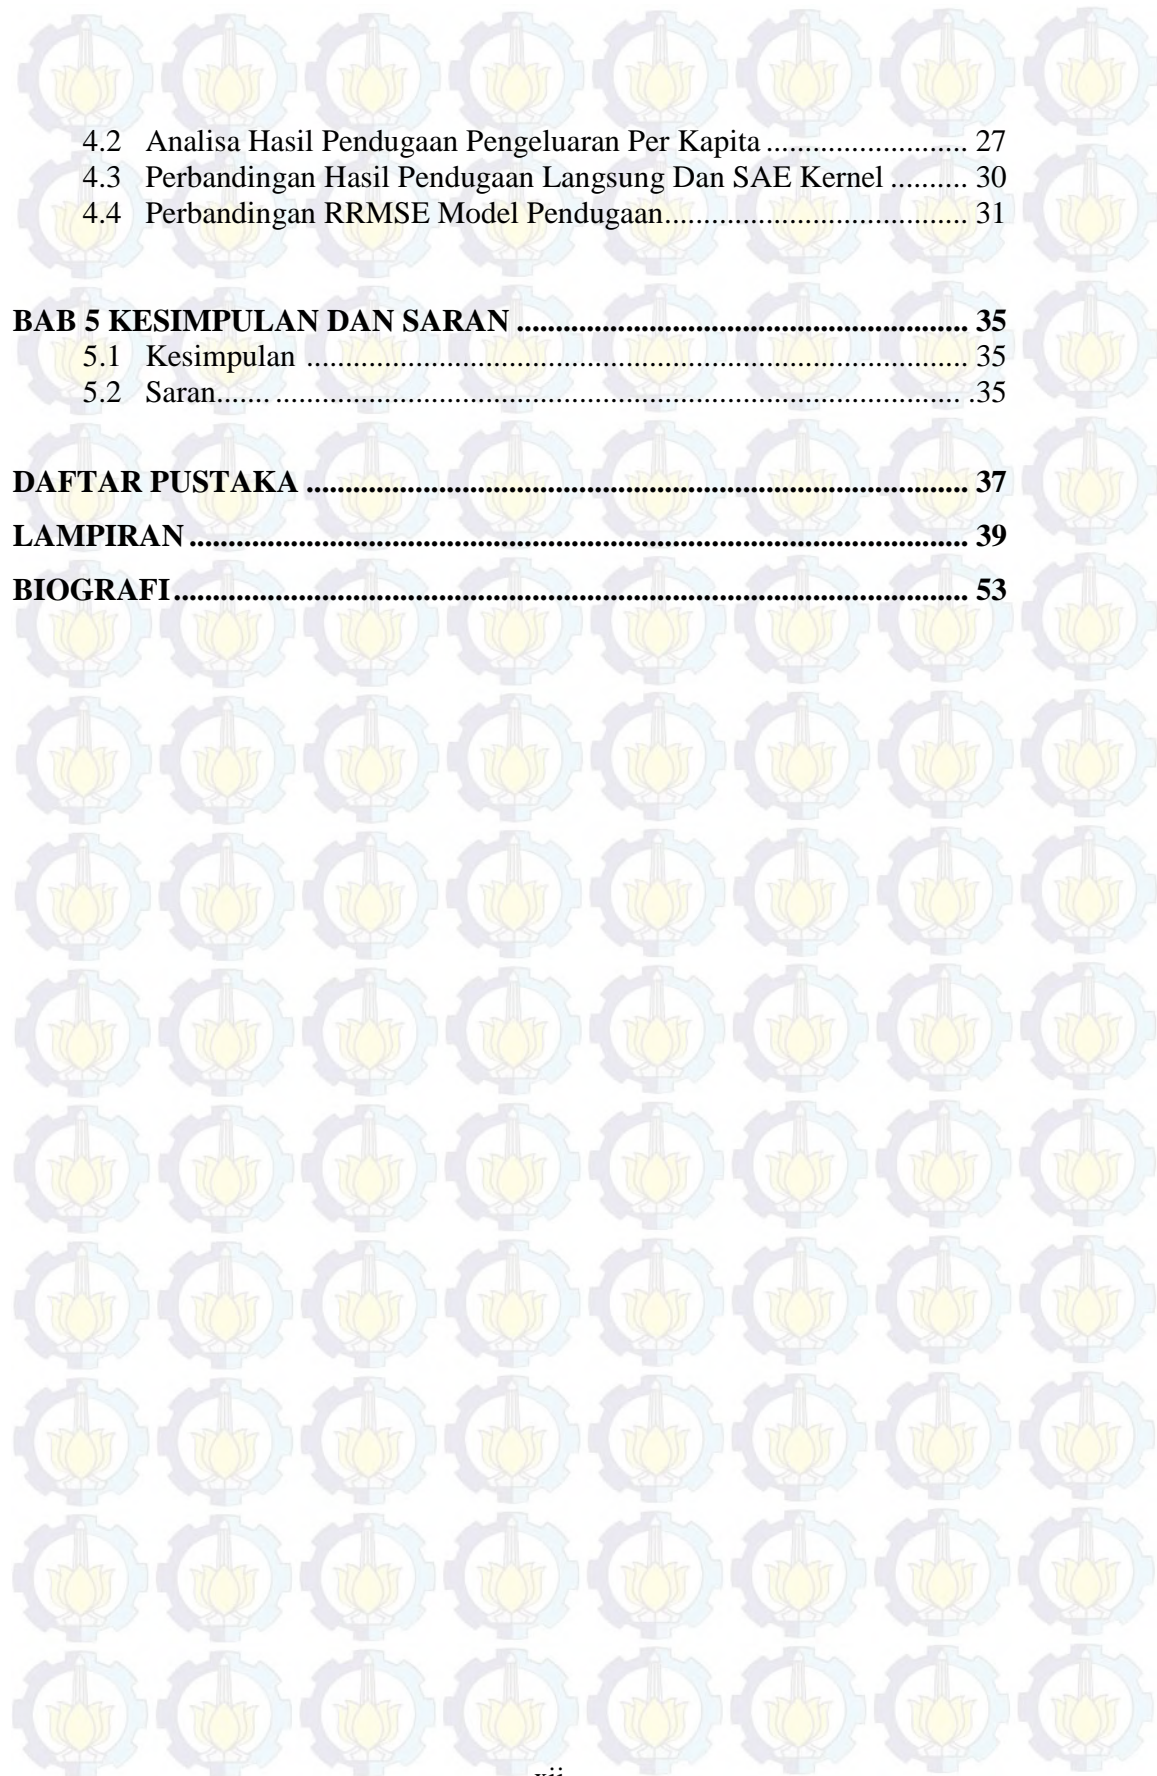 4.2 Analisa Hasil Pendugaan Pengeluaran Per Kapita ......................... 27
4.3 Perbandingan Hasil Pendugaan Langsung Dan SAE Kernel .......... 30
4.4 Perbandingan RRMSE Model Pendugaan...................................... 31
BAB 5 KESIMPULAN DAN SARAN .......................................................... 35
5.1 Kesimpulan .................................................................................... 35
5.2 Saran....... ....................................................................................... .35
DAFTAR PUSTAKA ..................................................................................... 37
LAMPIRAN .................................................................................................... 39
BIOGRAFI ...................................................................................................... 53
xii